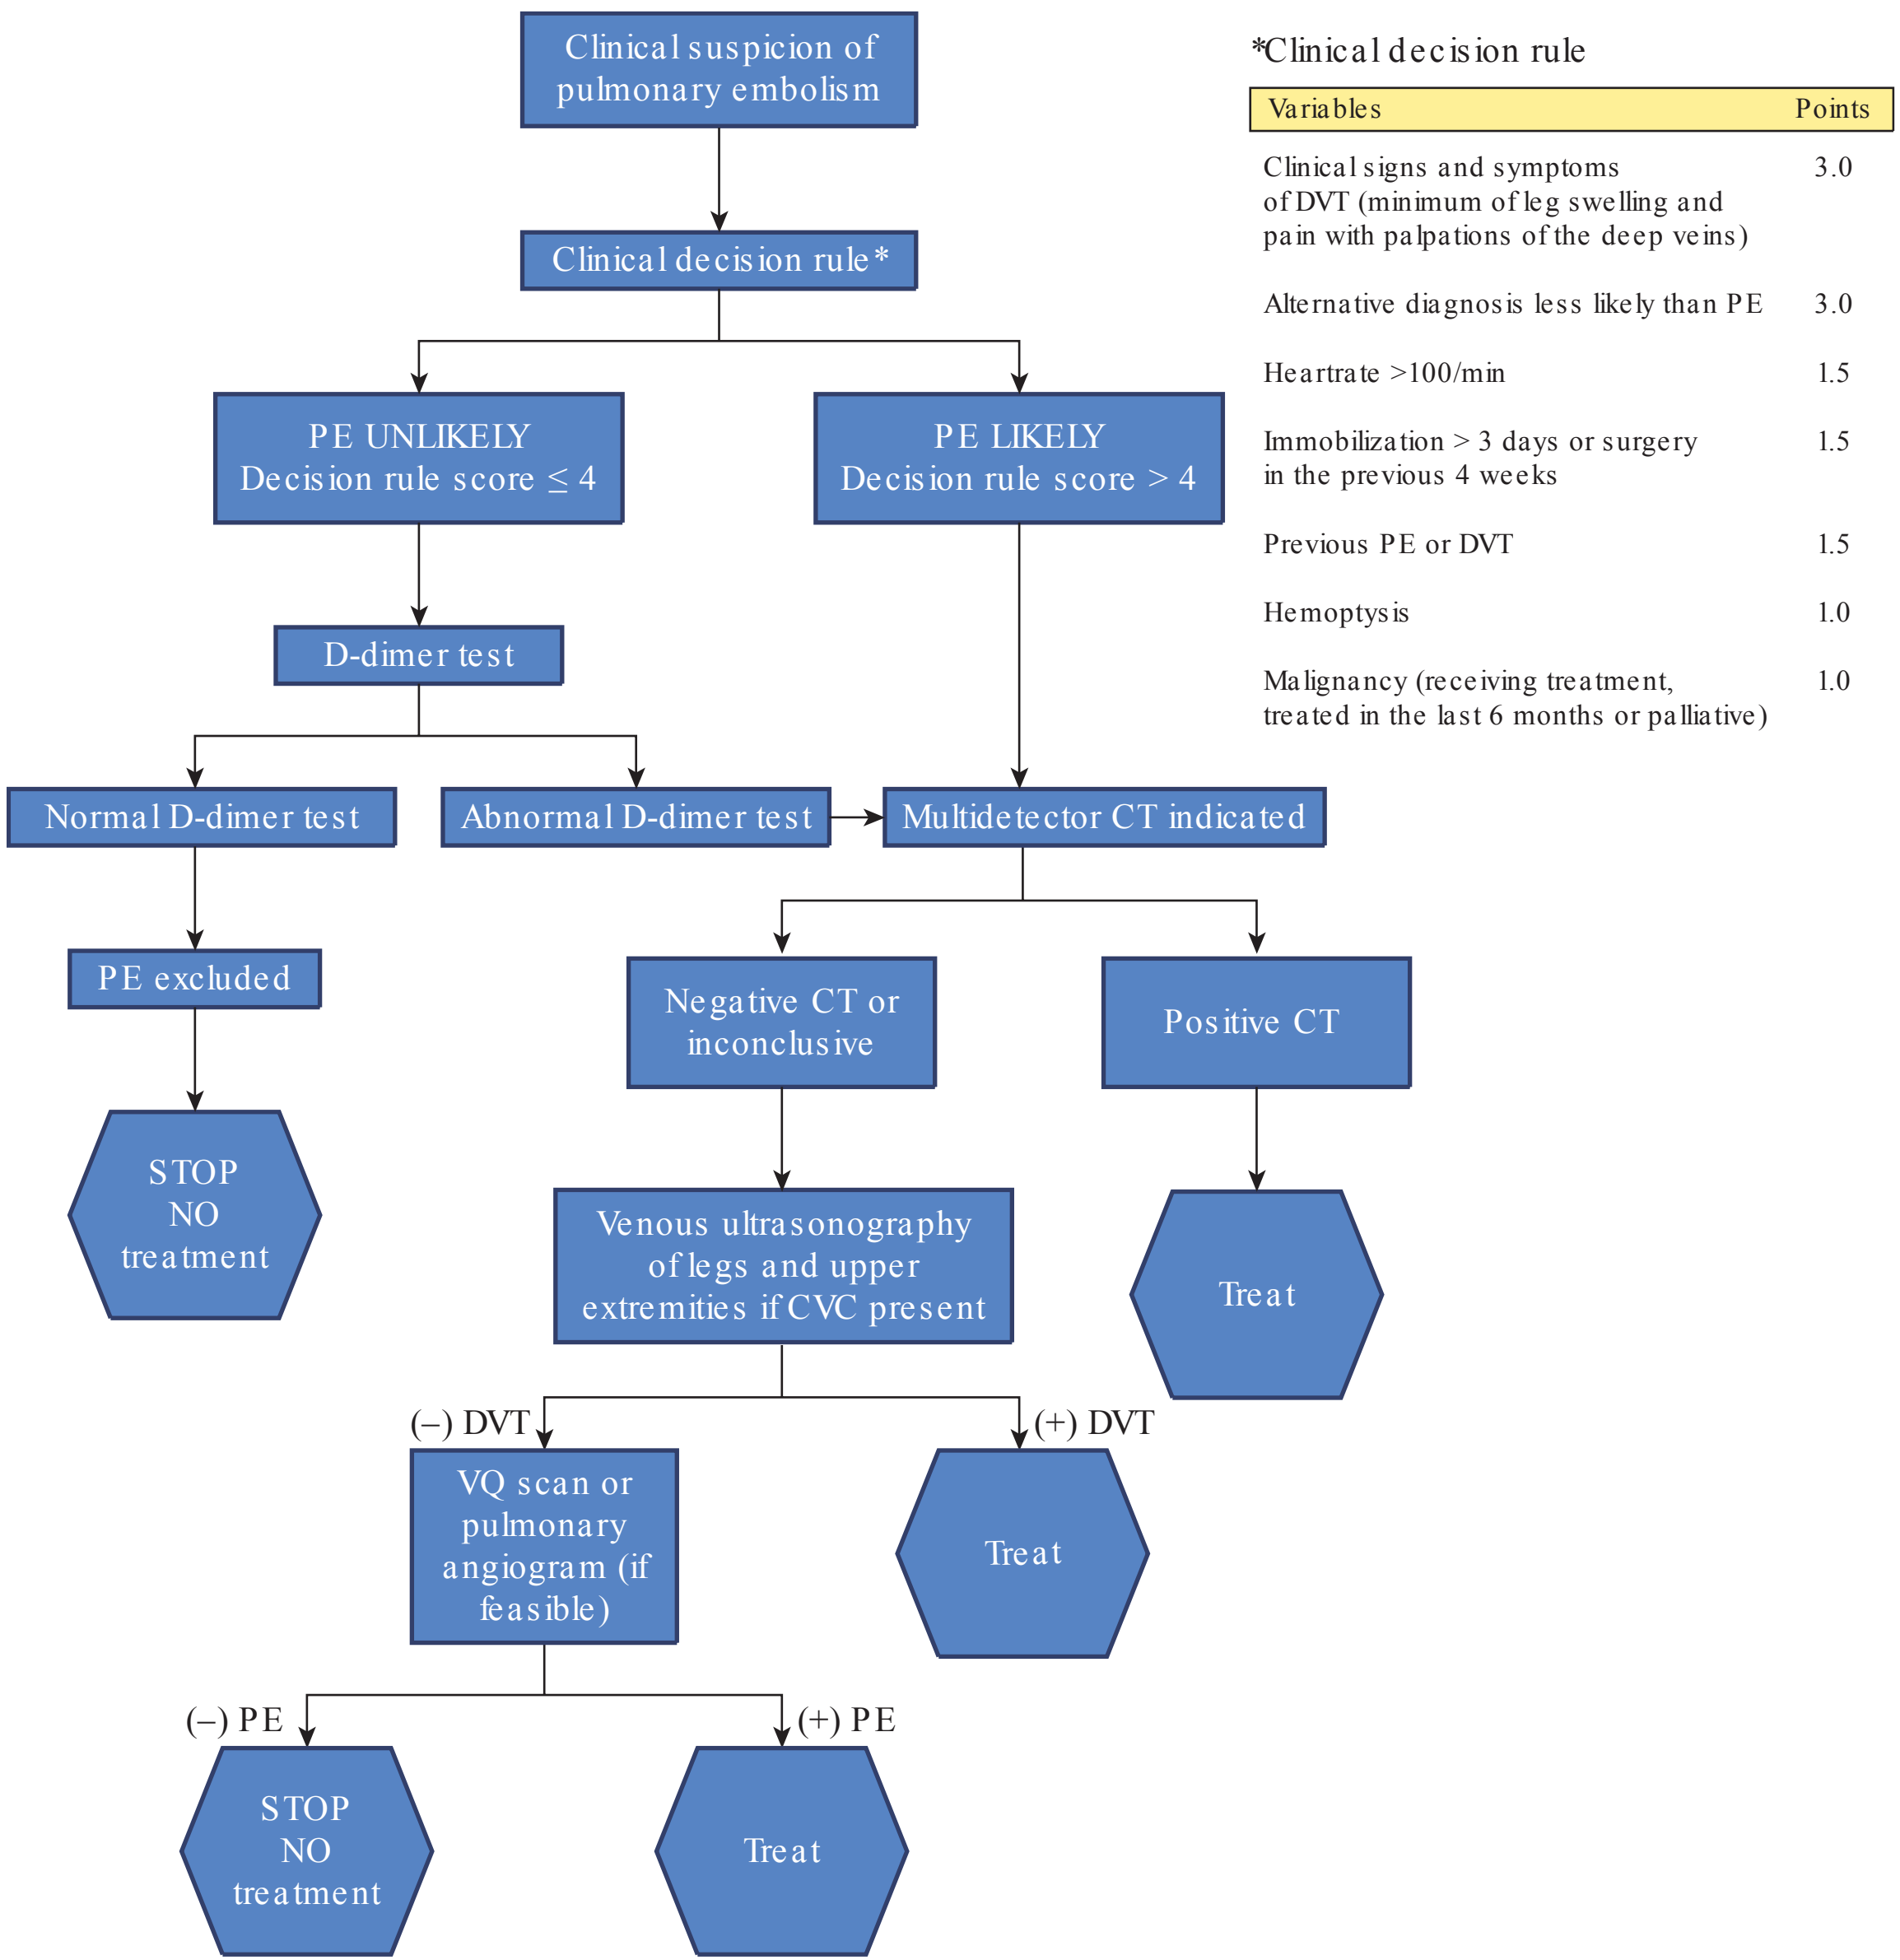 Clinical suspicion of
pulmonary embolism
Clinical decision rule*
PE UNLIKELY
Decision rule score ≤ 4
PE LIKELY
Decision rule score > 4
D-dimer test
Normal D-dimer test
Abnormal D-dimer test
Multidetector CT indicated
PE excluded
Negative CT or
inconclusive
Positive CT
STOP
NO
treatment
Venous ultrasonography
of legs and upper
extremities if CVC present
Treat
(–) DVT
(+) DVT
VQ scan or
pulmonary
angiogram (if
feasible)
Treat
(–) PE
(+) PE
STOP
NO
treatment
Treat
*Clinical decision rule
Variables Points
Clinical signs and symptoms 3.0
of DVT (minimum of leg swelling and
pain with palpations of the deep veins)
Alternative diagnosis less likely than PE 3.0
Heartrate >100/min 1.5
Immobilization > 3 days or surgery 1.5
in the previous 4 weeks
Previous PE or DVT 1.5
Hemoptysis 1.0
Malignancy (receiving treatment, 1.0
treated in the last 6 months or palliative)